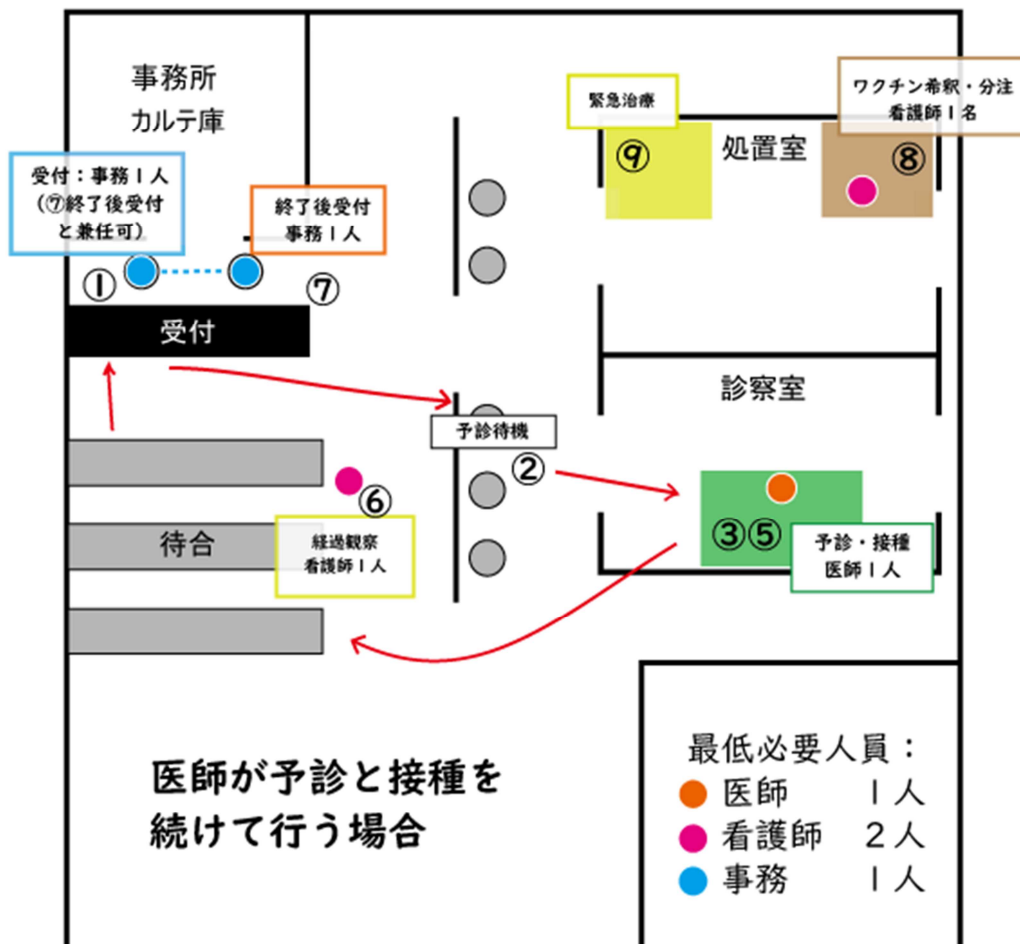 事務所
カルテ庫
受付：事務1人
（⑦終了後受付
と兼任可）
終了後受付
事務1人
①
⑦
受付
緊急治療
⑨
処置室
ワクチン希釈・分注
看護師1名
⑧
診察室
予診待機
②
③⑤
予診・接種
医師1人
⑥
経過観察
看護師1人
待合
医師が予診と接種を
続けて行う場合
最低必要人員：
医師 1人
看護師 2人
事務 1人